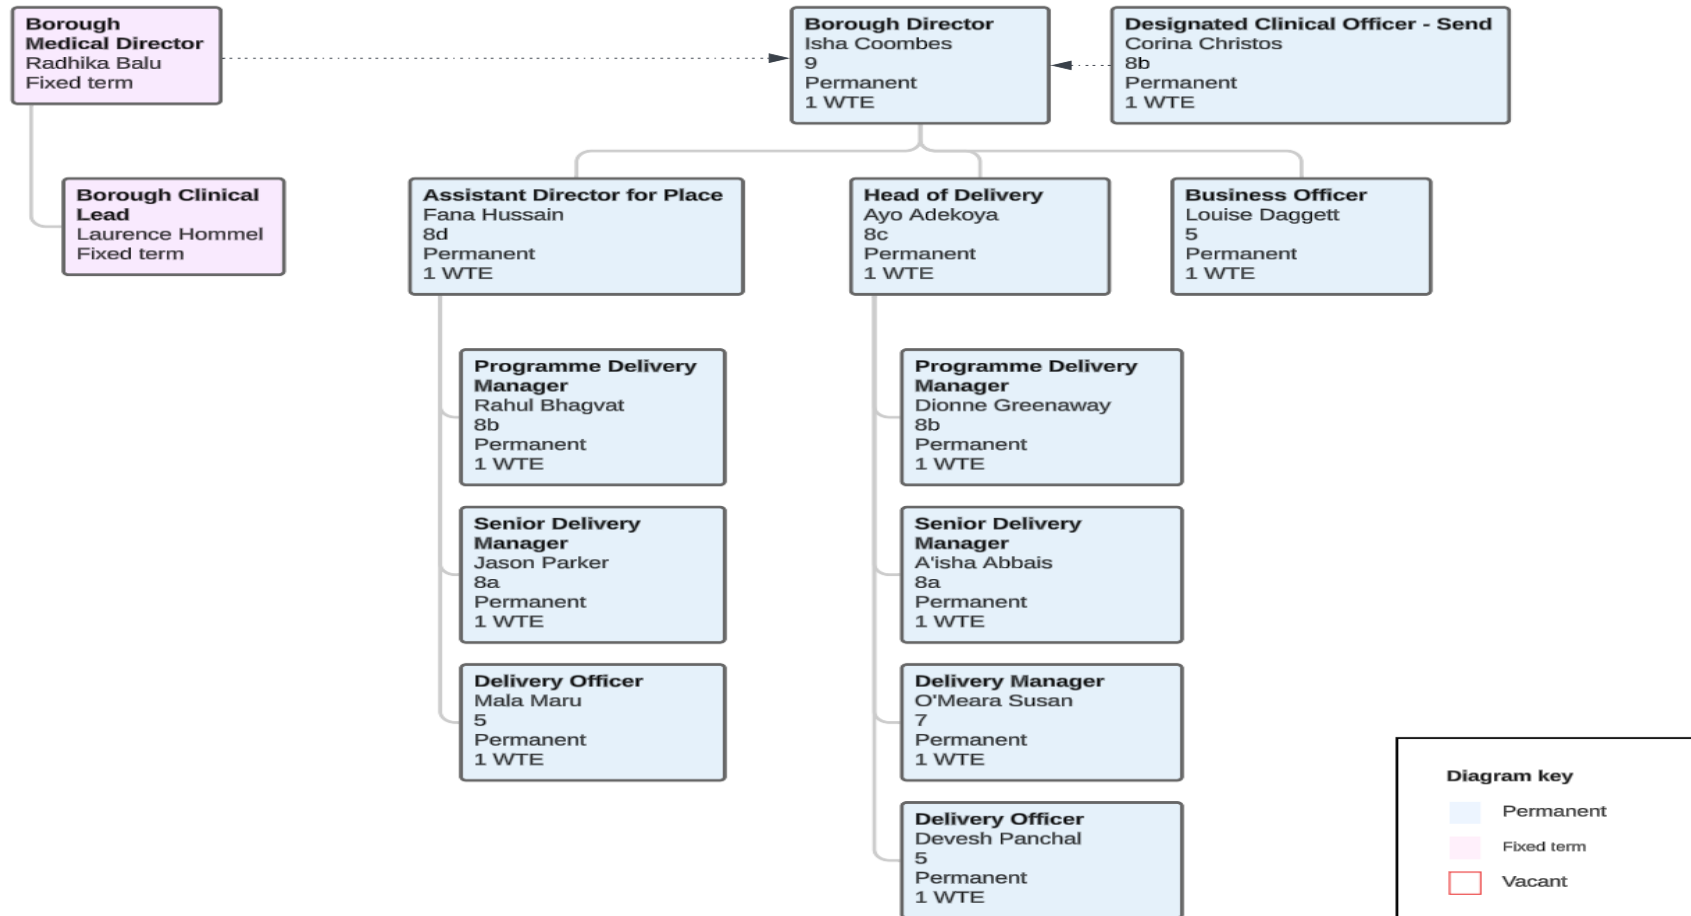 Borough
Medical Director
Radhika Balu
Fixed term
Borough Director
Isha Coombes
9
Permanent
1 WTE
Designated Clinical Officer - Send
Corina Christos
8b
Permanent
1 WTE
Borough Clinical
Lead
Laurence Hommel
Fixed term
Assistant Director for Place
Fana Hussain
8d
Permanent
1 WTE
Head of Delivery
Ayo Adekoya
8c
Permanent
1 WTE
Business Officer
Louise Daggett
5
Permanent
1 WTE
Programme Delivery
Manager
Rahul Bhagvat
8b
Permanent
1 WTE
Senior Delivery
Manager
Jason Parker
8a
Permanent
1 WTE
Delivery Officer
Mala Maru
5
Permanent
1 WTE
Programme Delivery
Manager
Dionne Greenaway
8b
Permanent
1 WTE
Senior Delivery
Manager
A'isha Abbais
8a
Permanent
1 WTE
Delivery Manager
O'Meara Susan
7
Permanent
1 WTE
Delivery Officer
Devesh Panchal
5
Permanent
1 WTE
Diagram key
Permanent
Fixed term
Vacant